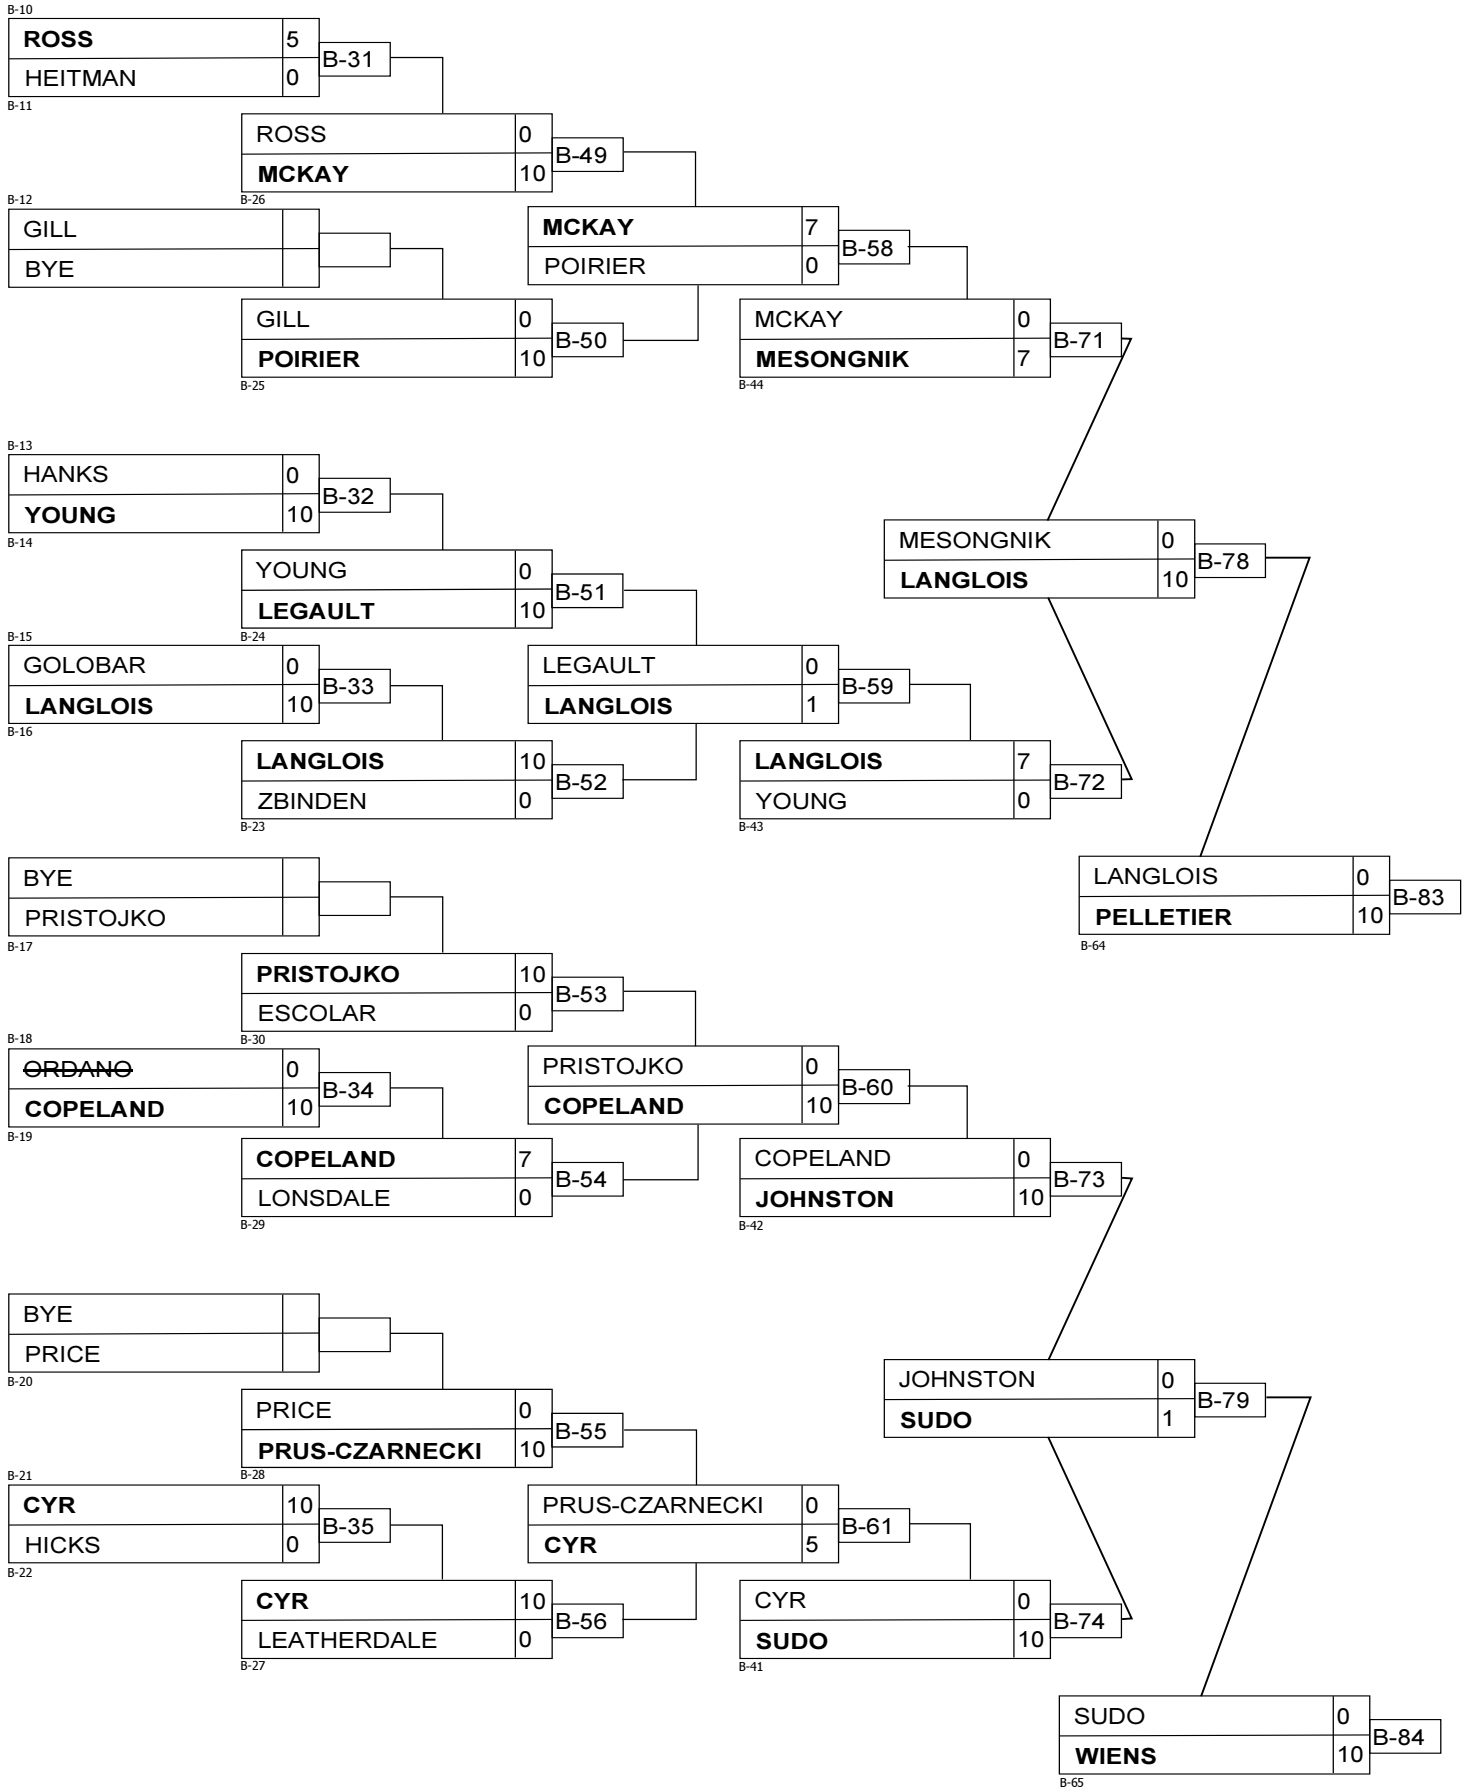 B-10
ROSS 5
HEITMAN 0
B-31
B-11
ROSS 0
MCKAY 10
B-49
B-26
B-12
GILL
BYE
MCKAY 7
POIRIER 0
B-58
GILL 0
POIRIER 10
B-50
B-25
MCKAY 0
MESONGNIK 7
B-71
B-44
B-13
HANKS 0
YOUNG 10
B-32
B-14
MESONGNIK 0
LANGLOIS 10
B-78
YOUNG 0
LEGAULT 10
B-51
B-24
B-15
GOLOBAR 0
LANGLOIS 10
B-33
B-16
LEGAULT 0
LANGLOIS 1
B-59
LANGLOIS 10
ZBINDEN 0
B-52
B-23
LANGLOIS 7
YOUNG 0
B-72
B-43
BYE
PRISTOJKO
B-17
LANGLOIS 0
PELLETIER 10
B-83
B-64
PRISTOJKO 10
ESCOLAR 0
B-53
B-30
B-18
ORDANO 0
COPELAND 10
B-34
B-19
PRISTOJKO 0
COPELAND 10
B-60
COPELAND 7
LONSDALE 0
B-54
B-29
COPELAND 0
JOHNSTON 10
B-73
B-42
BYE
PRICE
B-20
JOHNSTON 0
SUDO 1
B-79
PRICE 0
PRUS-CZARNECKI 10
B-55
B-28
B-21
CYR 10
HICKS 0
B-35
B-22
PRUS-CZARNECKI 0
CYR 5
B-61
CYR 10
LEATHERDALE 0
B-56
B-27
CYR 0
SUDO 10
B-74
B-41
SUDO 0
WIENS 10
B-84
B-65